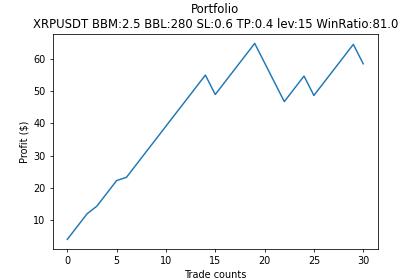 Portfolio
XRPUSDT BBM:2.5 BBL:280 SL:0.6 TP:0.4 lev:15 WinRatio:81.0
60
50
40
30
20
10
Profit ($)
0 5 10 15 20 25 30
Trade counts